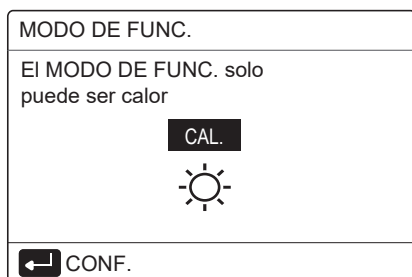 MODO DE FUNC.
El MODO DE FUNC. solo
puede ser calor
CAL.
CONF.